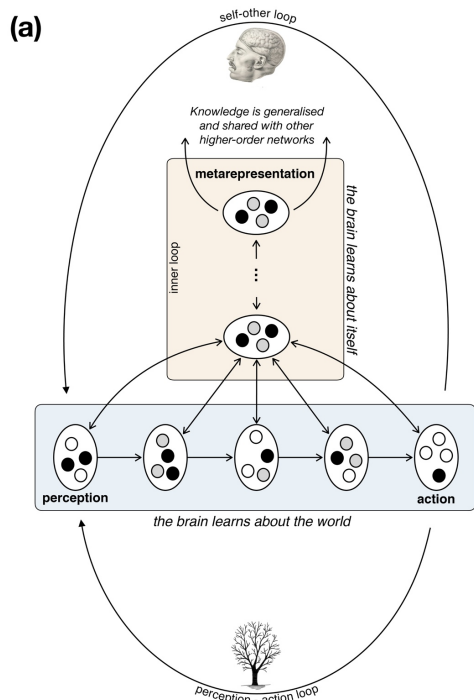 (a)
self-other loop
Knowledge is generalised
and shared with other
higher-order networks
metarepresentation
inner loop
the brain learns about itself
...
perception
action
the brain learns about the world
perception - action loop